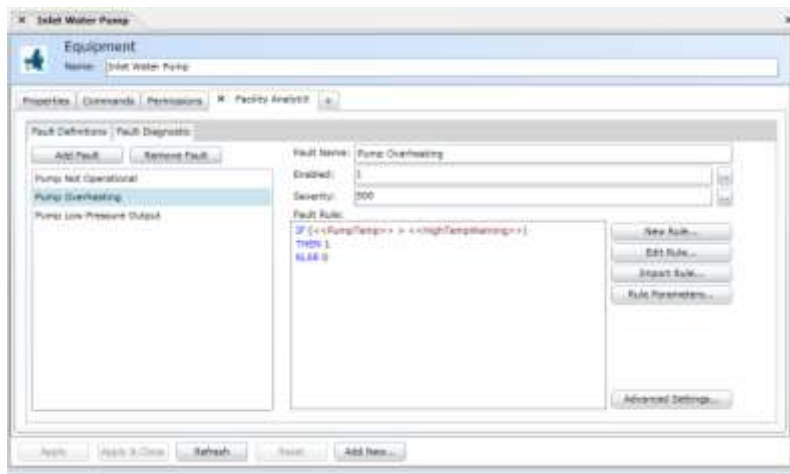 Inlet Water Pump
Equipment
Name: Inlet Water Pump
Properties Commands Permissions Facility AnalytiX
Fault Definitions Fault Diagnostic
Add Fault Remove Fault
Pump Not Operational
Pump Overheating
Pump Low Pressure Output
Fault Name: Pump Overheating
Enabled: 1
Severity: 500
Fault Rule:
IF (<<PumpTemp>> > <<HighTempWarning>>)
THEN 1
ELSE 0
New Rule...
Edit Rule...
Import Rule...
Rule Parameters...
Advanced Settings...
Apply Apply & Close Refresh Reset Add New...